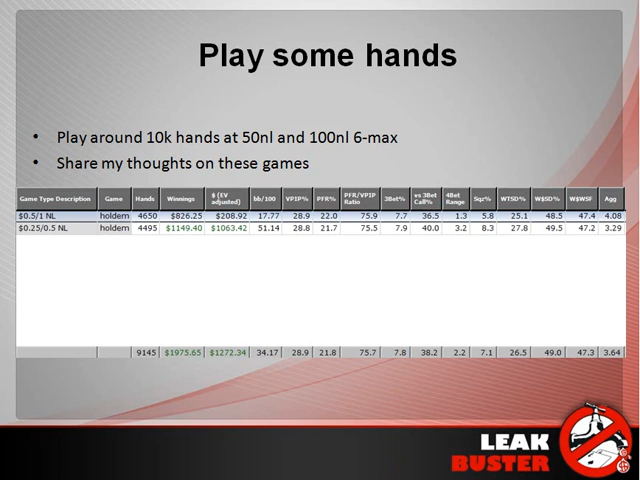 Play some hands
• Play around 10k hands at 50nl and 100nl 6-max
• Share my thoughts on these games
Game Type Description Game Hands Winnings $ (EV adjusted) bb/100 VPIP% PFR% PFR/VPIP Ratio 3Bet% vs 3Bet Call% 4Bet Range Sqz% WTSD% W$SD% W$WSF Agg
$0.5/1 NL holdem 4650 $826.25 $208.92 17.77 28.9 22.0 75.9 7.7 36.5 1.3 5.8 25.1 48.5 47.4 4.08
$0.25/0.5 NL holdem 4495 $1149.40 $1063.42 51.14 28.8 21.7 75.5 7.9 40.0 3.2 8.3 27.8 49.5 47.2 3.29
9145 $1975.65 $1272.34 34.17 28.9 21.8 75.7 7.8 38.2 2.2 7.1 26.5 49.0 47.3 3.64
LEAK
BUSTER